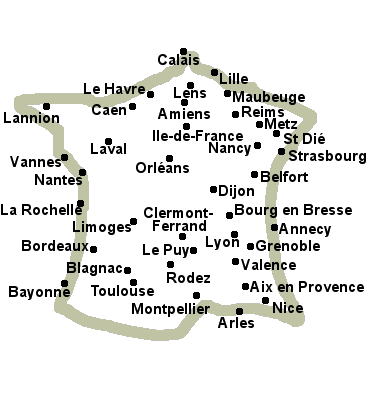 Calais
Lille
Le Havre
Lens
Maubeuge
Lannion
Caen
Amiens
Reims
Metz
Ile-de-France
St Dié
Laval
Nancy
Strasbourg
Vannes
Orléans
Nantes
Belfort
Dijon
La Rochelle
Clermont-
Ferrand
Bourg en Bresse
Limoges
Annecy
Bordeaux
Le Puy
Lyon
Grenoble
Blagnac
Rodez
Valence
Bayonne
Toulouse
Aix en Provence
Montpellier
Nice
Arles